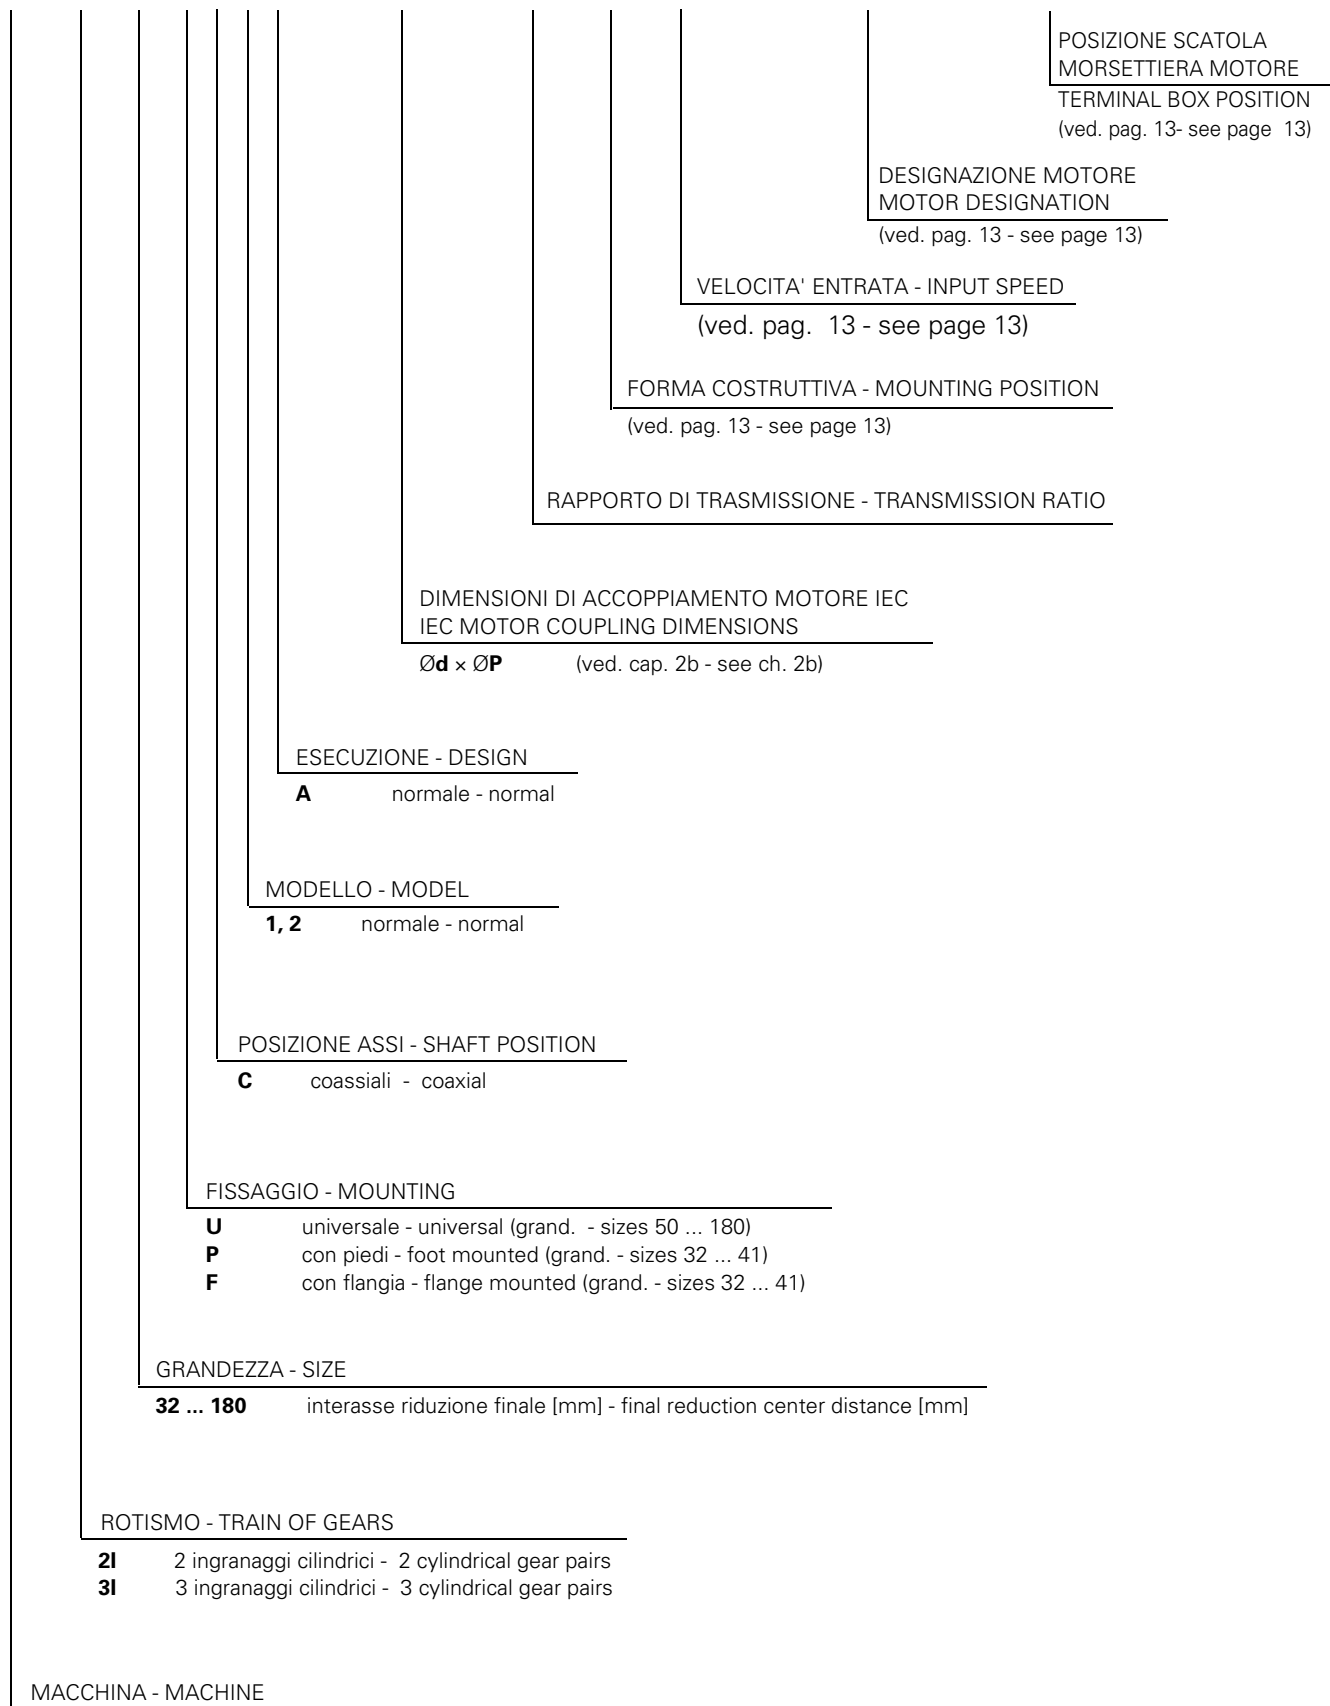 POSIZIONE SCATOLA
MORSETTIERA MOTORE
TERMINAL BOX POSITION
(ved. pag. 13- see page 13)
DESIGNAZIONE MOTORE
MOTOR DESIGNATION
(ved. pag. 13 - see page 13)
VELOCITA' ENTRATA - INPUT SPEED
(ved. pag. 13 - see page 13)
FORMA COSTRUTTIVA - MOUNTING POSITION
(ved. pag. 13 - see page 13)
RAPPORTO DI TRASMISSIONE - TRANSMISSION RATIO
DIMENSIONI DI ACCOPPIAMENTO MOTORE IEC
IEC MOTOR COUPLING DIMENSIONS
Ød × ØP (ved. cap. 2b - see ch. 2b)
ESECUZIONE - DESIGN
A normale - normal
MODELLO - MODEL
1, 2 normale - normal
POSIZIONE ASSI - SHAFT POSITION
C coassiali - coaxial
FISSAGGIO - MOUNTING
U universale - universal (grand. - sizes 50 ... 180)
P con piedi - foot mounted (grand. - sizes 32 ... 41)
F con flangia - flange mounted (grand. - sizes 32 ... 41)
GRANDEZZA - SIZE
32 ... 180 interasse riduzione finale [mm] - final reduction center distance [mm]
ROTISMO - TRAIN OF GEARS
2I 2 ingranaggi cilindrici - 2 cylindrical gear pairs
3I 3 ingranaggi cilindrici - 3 cylindrical gear pairs
MACCHINA - MACHINE